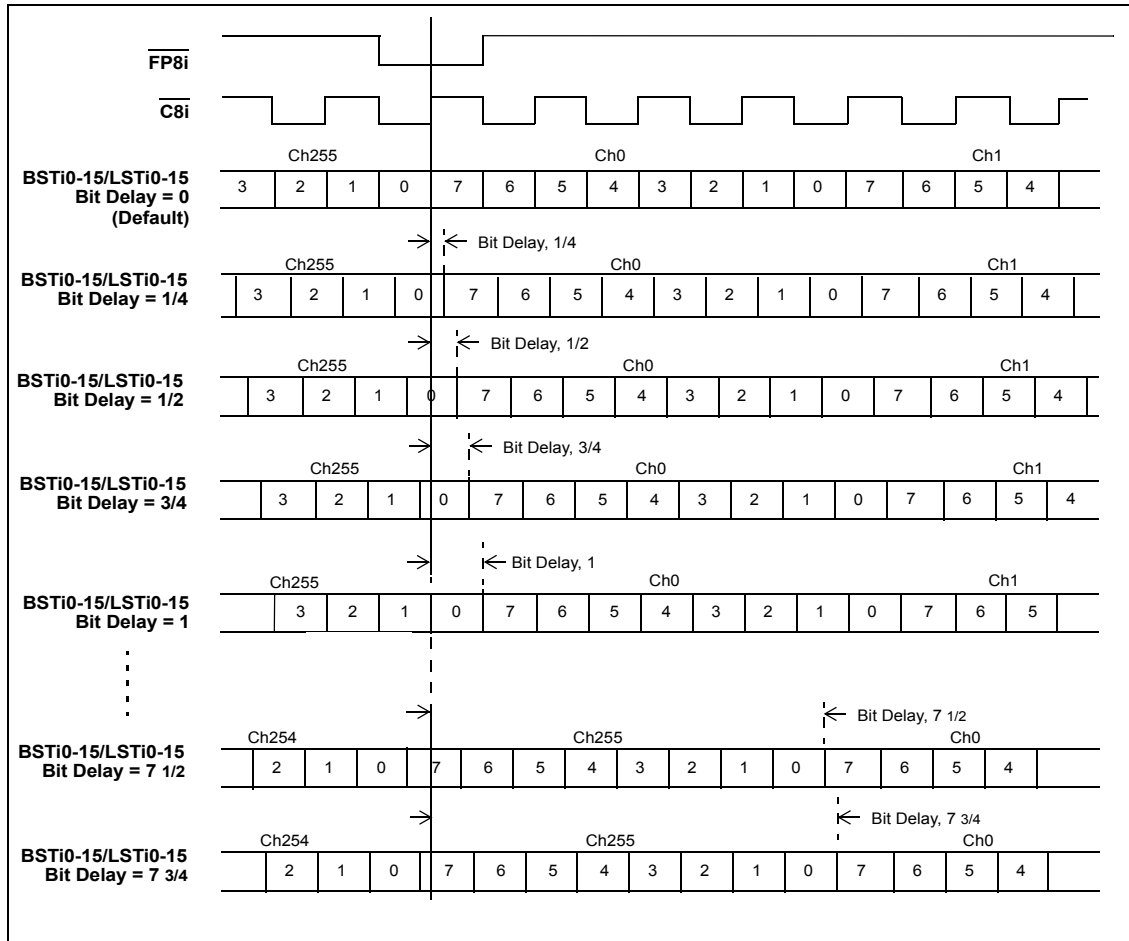 FP8i
C8i
Ch255 Ch0 Ch1
BSTi0-15/LSTi0-15
Bit Delay = 0
(Default)
3 2 1 0 7 6 5 4 3 2 1 0 7 6 5 4
Bit Delay, 1/4
Ch255 Ch0 Ch1
BSTi0-15/LSTi0-15
Bit Delay = 1/4
3 2 1 0 7 6 5 4 3 2 1 0 7 6 5 4
Bit Delay, 1/2
Ch255 Ch0 Ch1
BSTi0-15/LSTi0-15
Bit Delay = 1/2
3 2 1 0 7 6 5 4 3 2 1 0 7 6 5 4
Bit Delay, 3/4
Ch255 Ch0 Ch1
BSTi0-15/LSTi0-15
Bit Delay = 3/4
3 2 1 0 7 6 5 4 3 2 1 0 7 6 5 4
Bit Delay, 1
Ch255 Ch0 Ch1
BSTi0-15/LSTi0-15
Bit Delay = 1
3 2 1 0 7 6 5 4 3 2 1 0 7 6 5
Bit Delay, 7 1/2
Ch254 Ch255 Ch0
BSTi0-15/LSTi0-15
Bit Delay = 7 1/2
2 1 0 7 6 5 4 3 2 1 0 7 6 5 4
Bit Delay, 7 3/4
Ch254 Ch255 Ch0
BSTi0-15/LSTi0-15
Bit Delay = 7 3/4
2 1 0 7 6 5 4 3 2 1 0 7 6 5 4